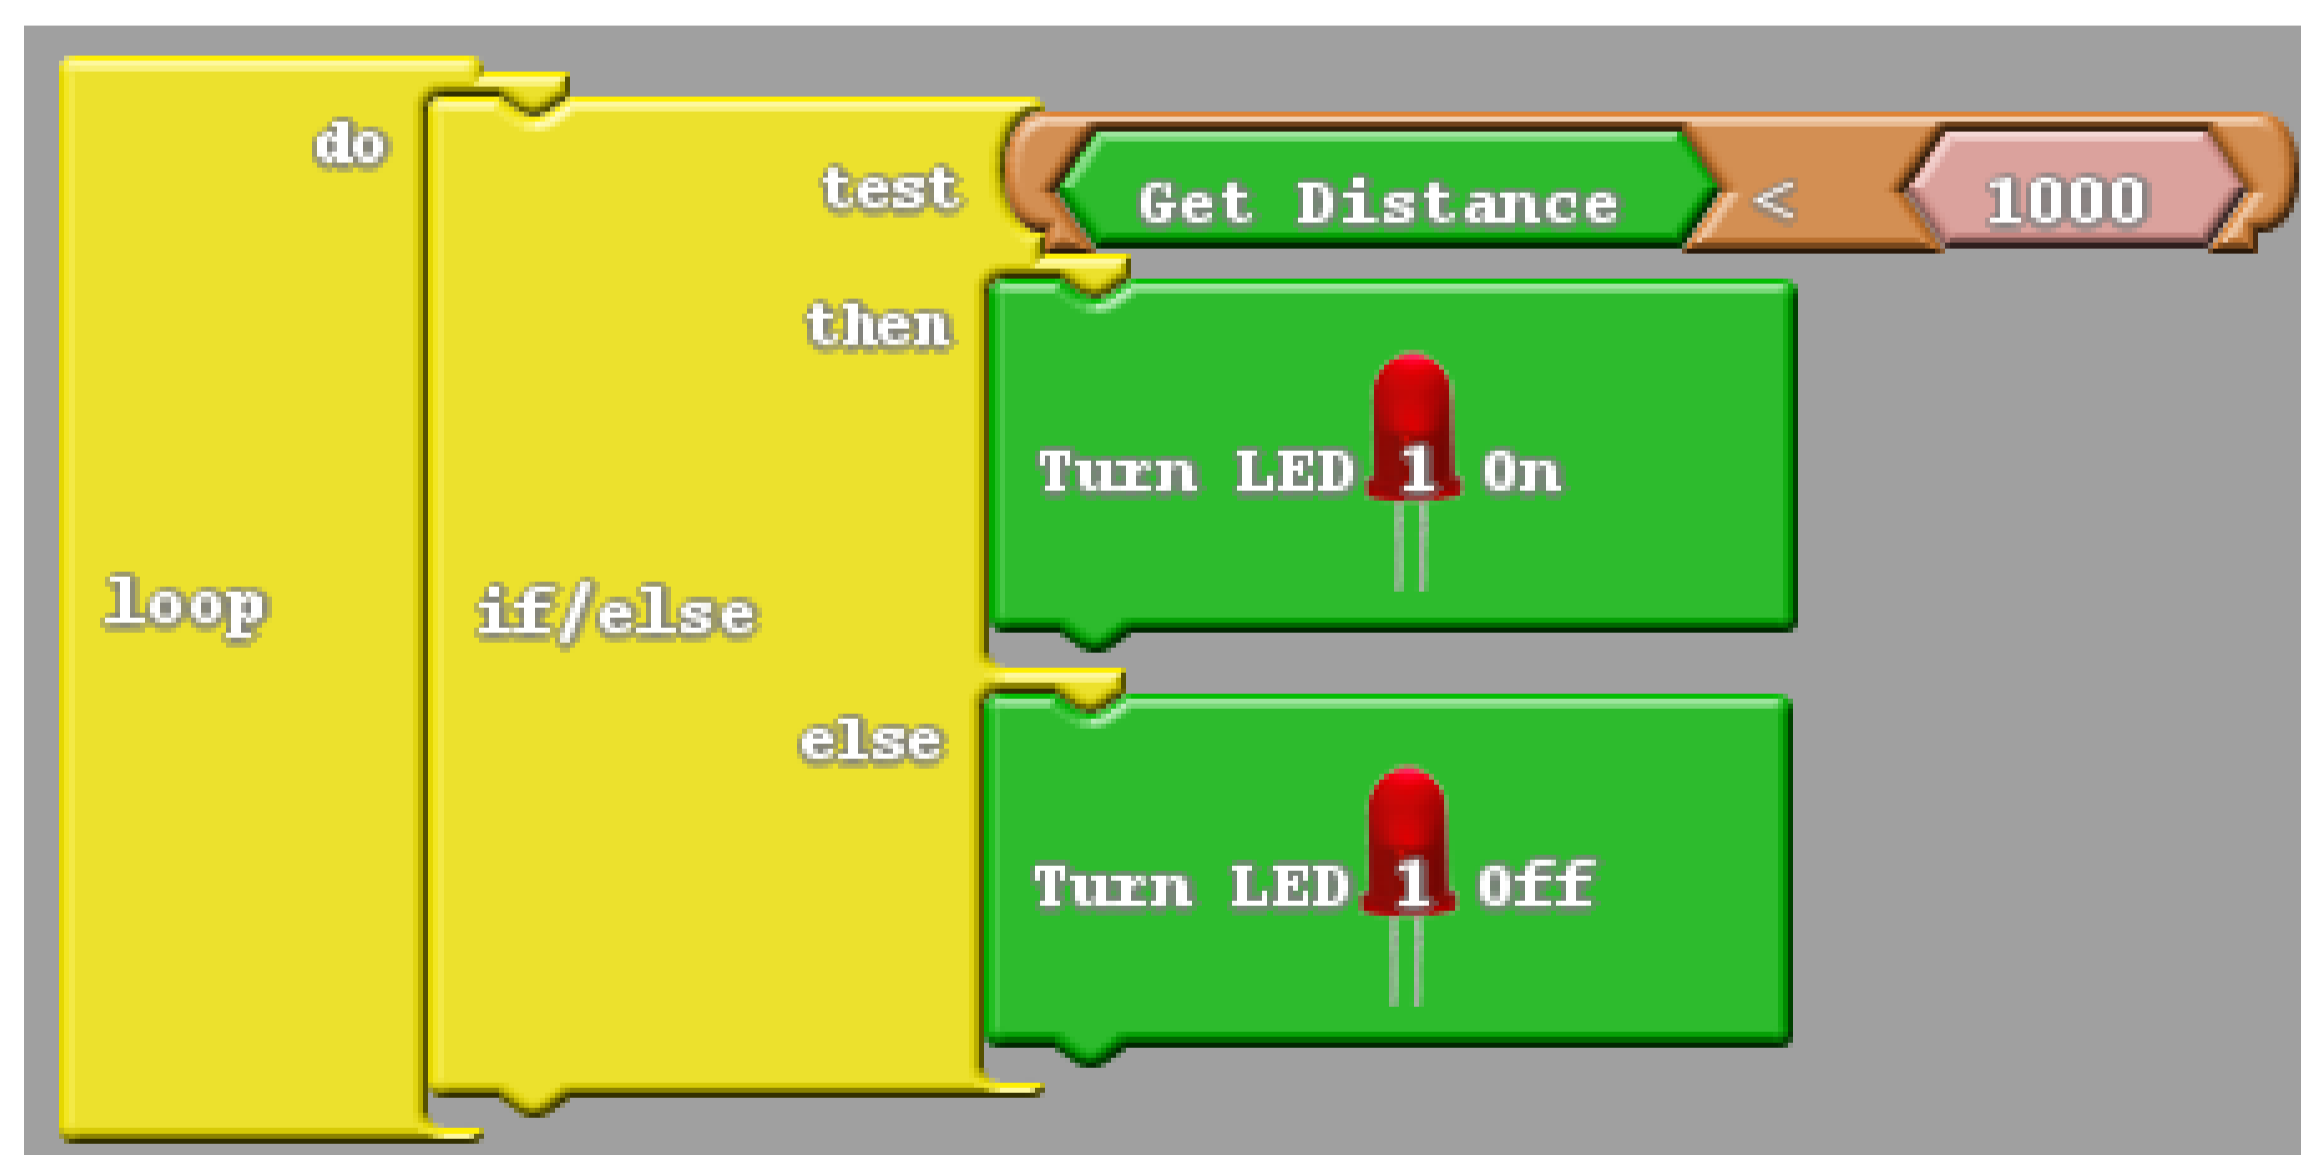 do
test Get Distance < 1000
then
Turn LED 1 On
loop
if/else
else
Turn LED 1 Off